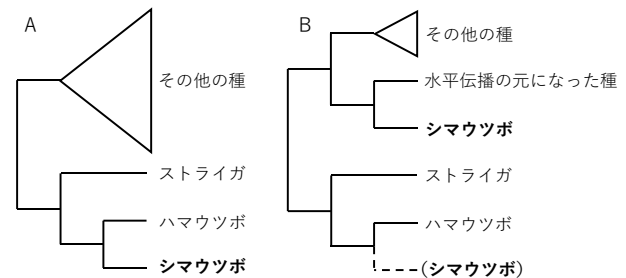 A
その他の種
ストライガ
ハマウツボ
シマウツボ
B
その他の種
水平伝播の元になった種
シマウツボ
ストライガ
ハマウツボ
(シマウツボ)